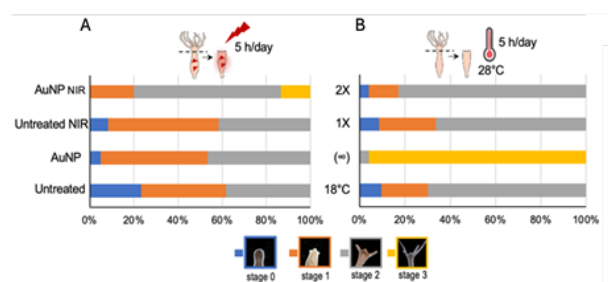 A
5 h/day
AuNP NIR
Untreated NIR
AuNP
Untreated
0% 20% 40% 60% 80% 100%
B
5 h/day
28°C
2X
1X
(∞)
18°C
0% 20% 40% 60% 80% 100%
stage 0 stage 1 stage 2 stage 3